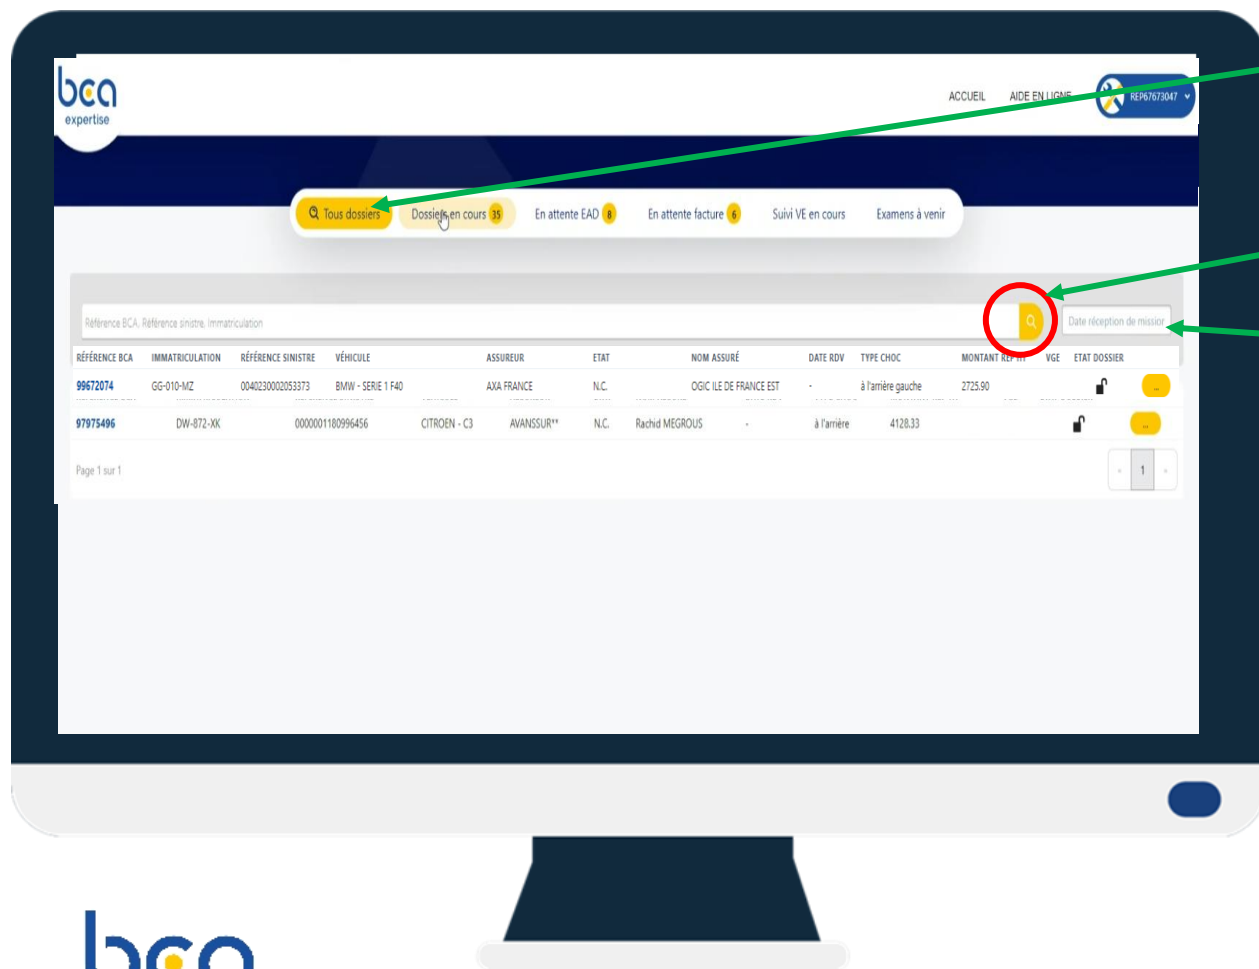 bca
expertise
ACCUEIL AIDE EN LIGNE REP67673047
Tous dossiers Dossiers en cours 35 En attente EAD 8 En attente facture 6 Suivi VE en cours Examens à venir
Référence BCA, Référence sinistre, Immatriculation Date réception de mission
RÉFÉRENCE BCA IMMATRICULATION RÉFÉRENCE SINISTRE VÉHICULE ASSUREUR ETAT NOM ASSURÉ DATE RDV TYPE CHOC MONTANT REP HT VGE ETAT DOSSIER
99672074 GG-010-MZ 0040230002053373 BMW - SERIE 1 F40 AXA FRANCE N.C. OGIC ILE DE FRANCE EST - à l'arrière gauche 2725.90 ...
97975496 DW-872-XK 0000001180996456 CITROEN - C3 AVANSSUR** N.C. Rachid MEGROUS - à l'arrière 4128.33 ...
Page 1 sur 1 « 1 »
bca